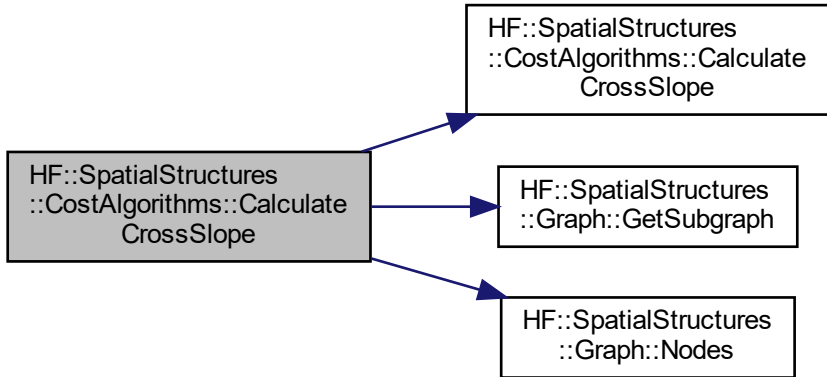 HF::SpatialStructures
::CostAlgorithms::Calculate
CrossSlope
HF::SpatialStructures
::CostAlgorithms::Calculate
CrossSlope
HF::SpatialStructures
::Graph::GetSubgraph
HF::SpatialStructures
::Graph::Nodes